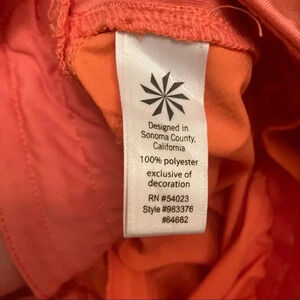 Designed in
Sonoma County,
California
100% polyester
exclusive of
decoration
RN #54023
Style #983376
#64682